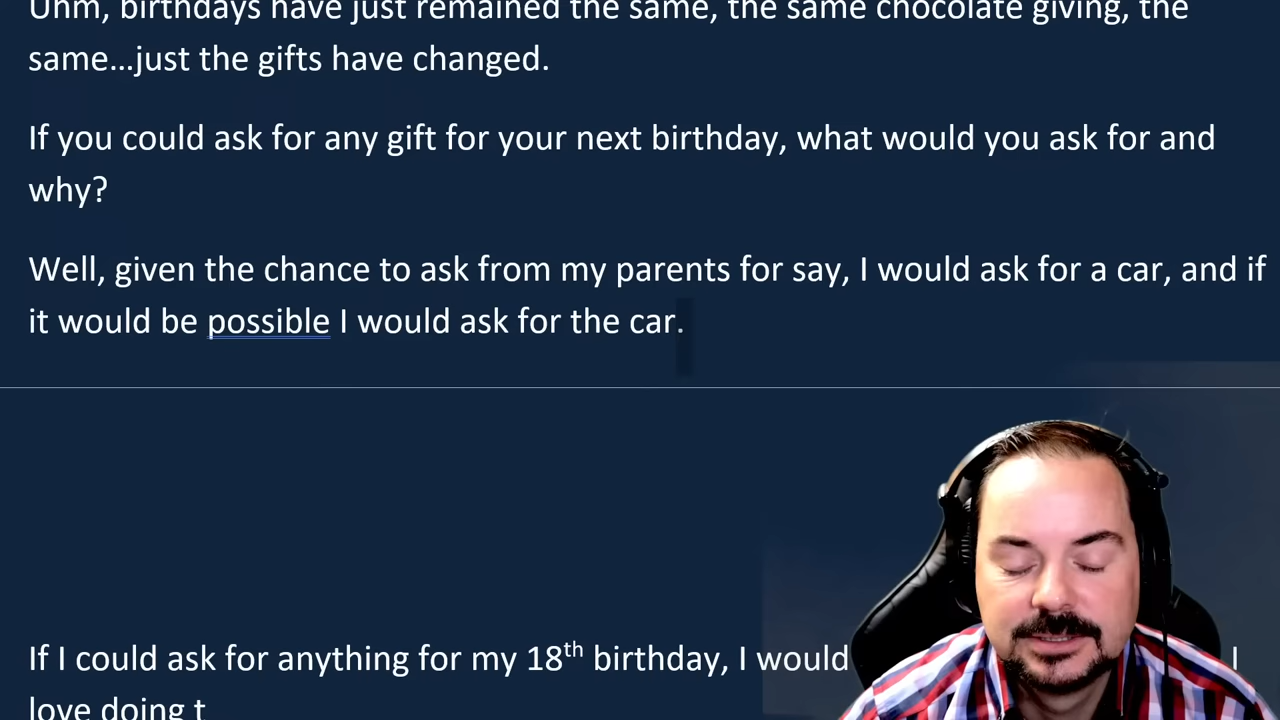 Uhm, birthdays have just remained the same, the same chocolate giving, the
same...just the gifts have changed.
If you could ask for any gift for your next birthday, what would you ask for and
why?
Well, given the chance to ask from my parents for say, I would ask for a car, and if
it would be possible I would ask for the car.
If I could ask for anything for my 18th birthday, I would I
love doing t